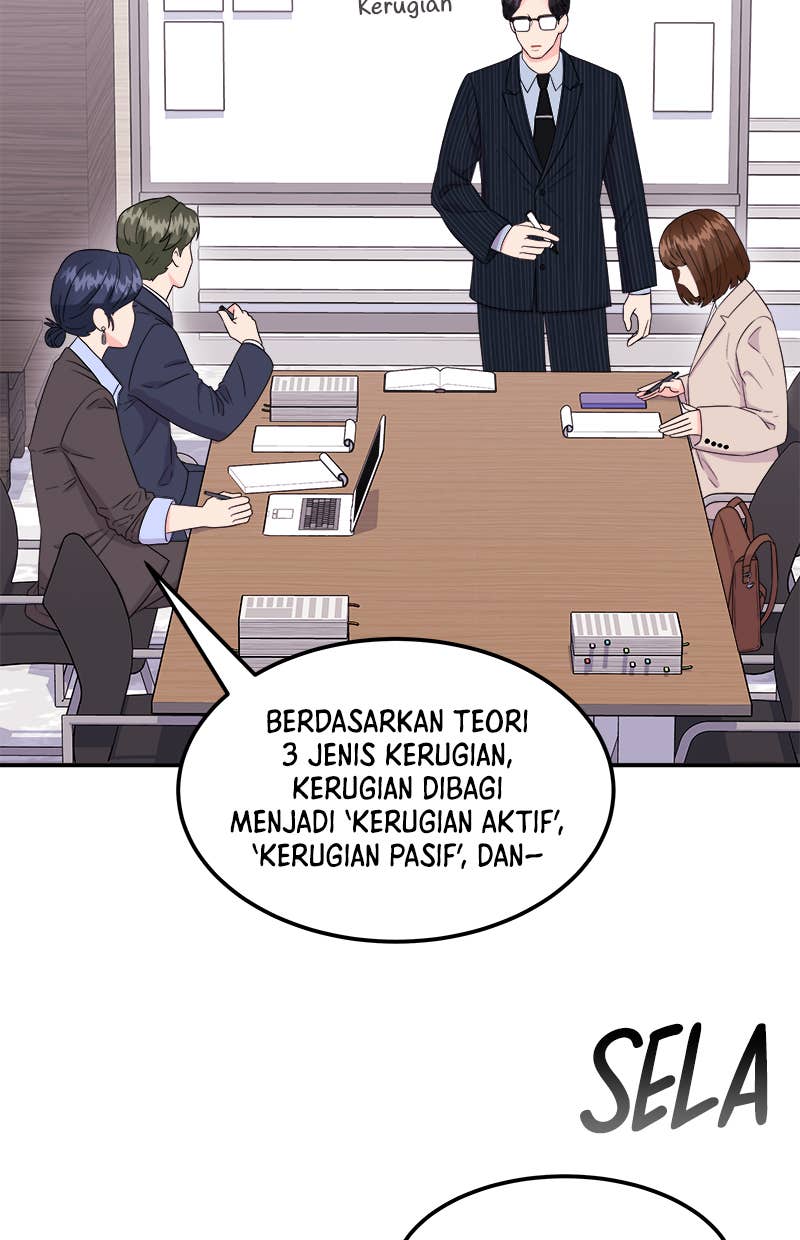 Kerugian
BERDASARKAN TEORI
3 JENIS KERUGIAN,
KERUGIAN DIBAGI
MENJADI ‘KERUGIAN AKTIF’,
‘KERUGIAN PASIF’, DAN–
SELA